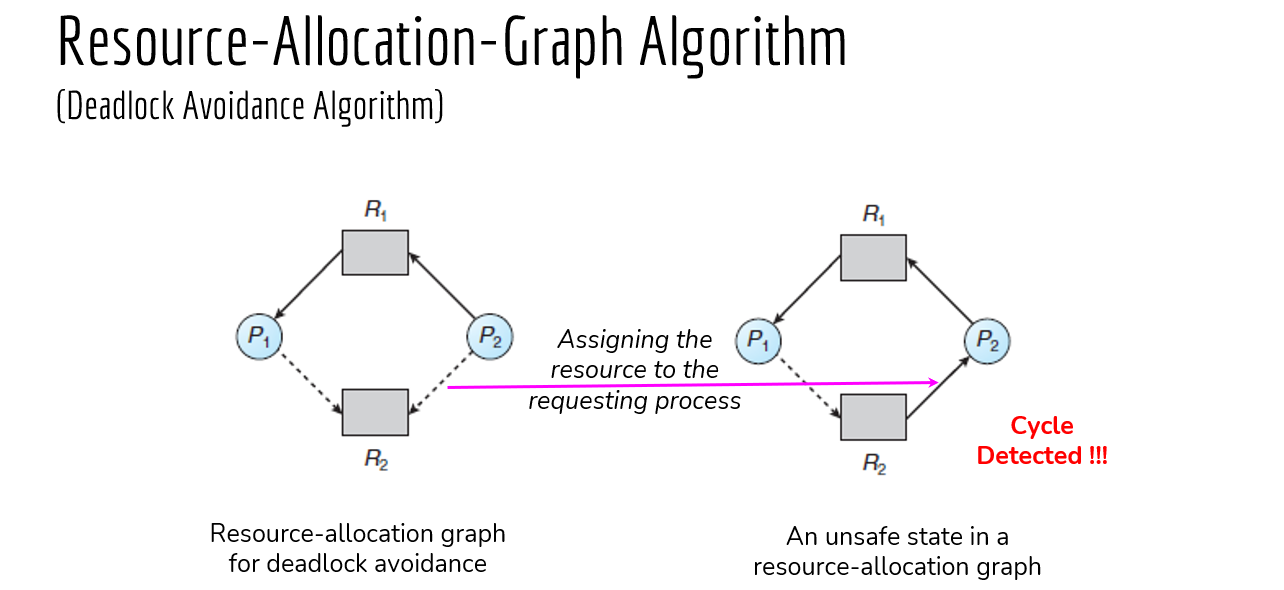 Resource-Allocation-Graph Algorithm
(Deadlock Avoidance Algorithm)
R₁
P₁
P₂
R₂
Assigning the
resource to the
requesting process
R₁
P₁
P₂
R₂
Cycle
Detected !!!
Resource-allocation graph
for deadlock avoidance
An unsafe state in a
resource-allocation graph